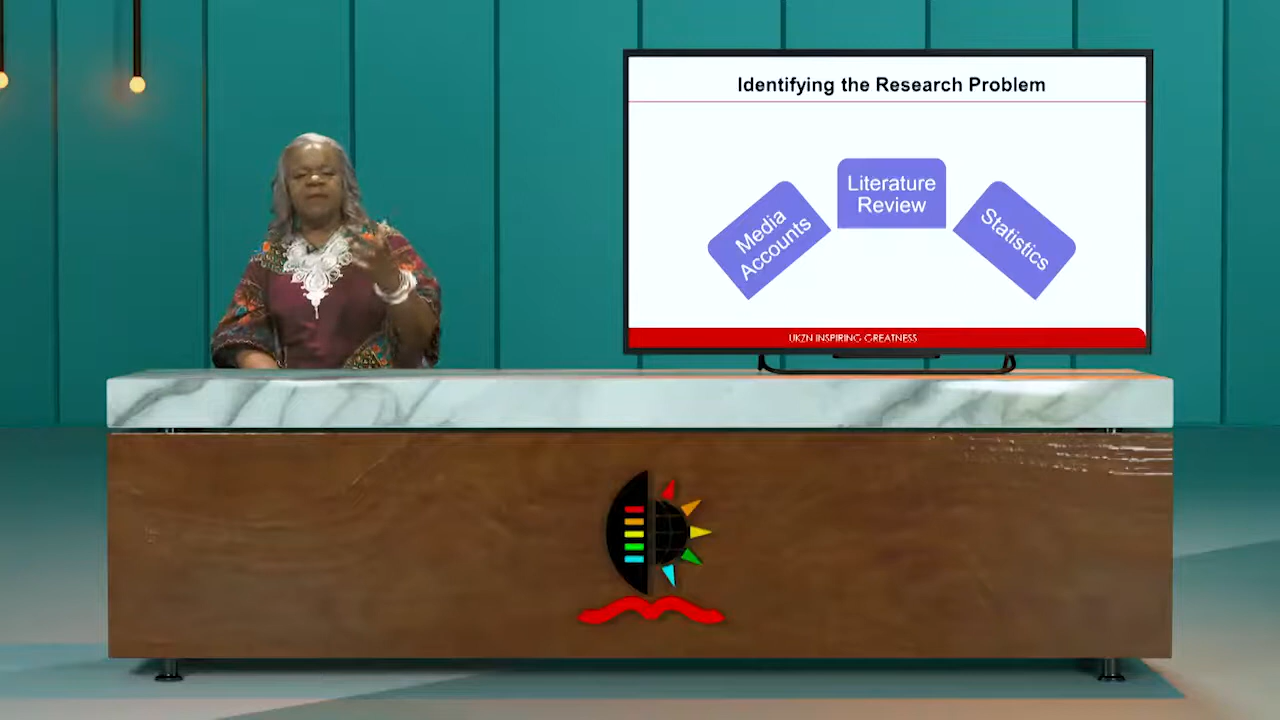 Identifying the Research Problem
Media
Accounts
Literature
Review
Statistics
UKZN INSPIRING GREATNESS